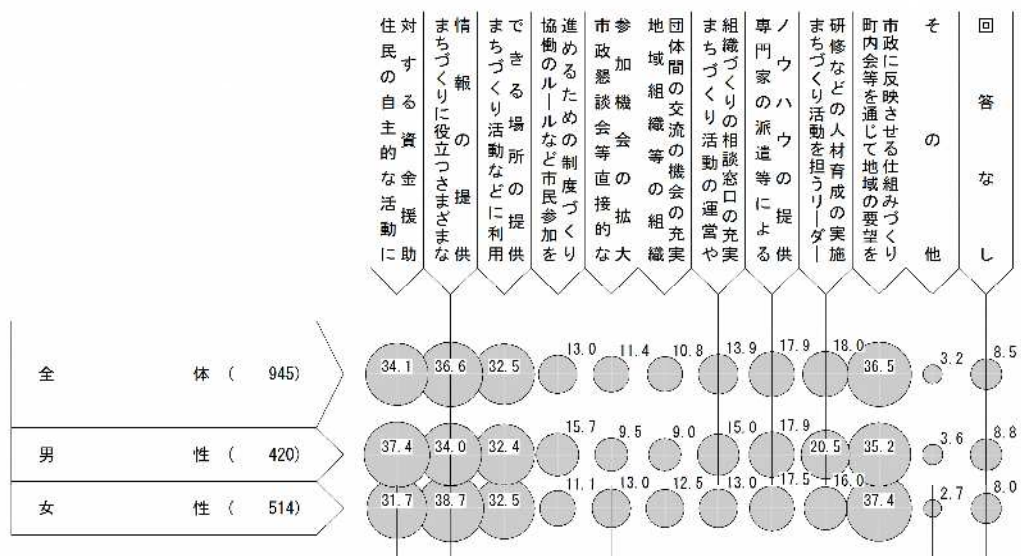 住民の自主的な活動に
対する資金援助
まちづくりに役立つさまざまな
情報の提供
まちづくり活動などに利用
できる場所の提供
協働のルールなど市民参加を
進めるための制度づくり
市政懇談会等直接的な
参加機会の拡大
地域組織等の組織
団体間の交流の機会の充実
まちづくり活動の運営や
組織づくりの相談窓口の充実
専門家の派遣等による
ノウハウの提供
まちづくり活動を担うリーダー
研修などの人材育成の実施
町内会等を通じて地域の要望を
市政に反映させる仕組みづくり
その他
回答なし
全体 ( 945) 34.1 36.6 32.5 13.0 11.4 10.8 13.9 17.9 18.0 36.5 3.2 8.5
男性 ( 420) 37.4 34.0 32.4 15.7 9.5 9.0 15.0 17.9 20.5 35.2 3.6 8.8
女性 ( 514) 31.7 38.7 32.5 11.1 13.0 12.5 13.0 17.5 16.0 37.4 2.7 8.0